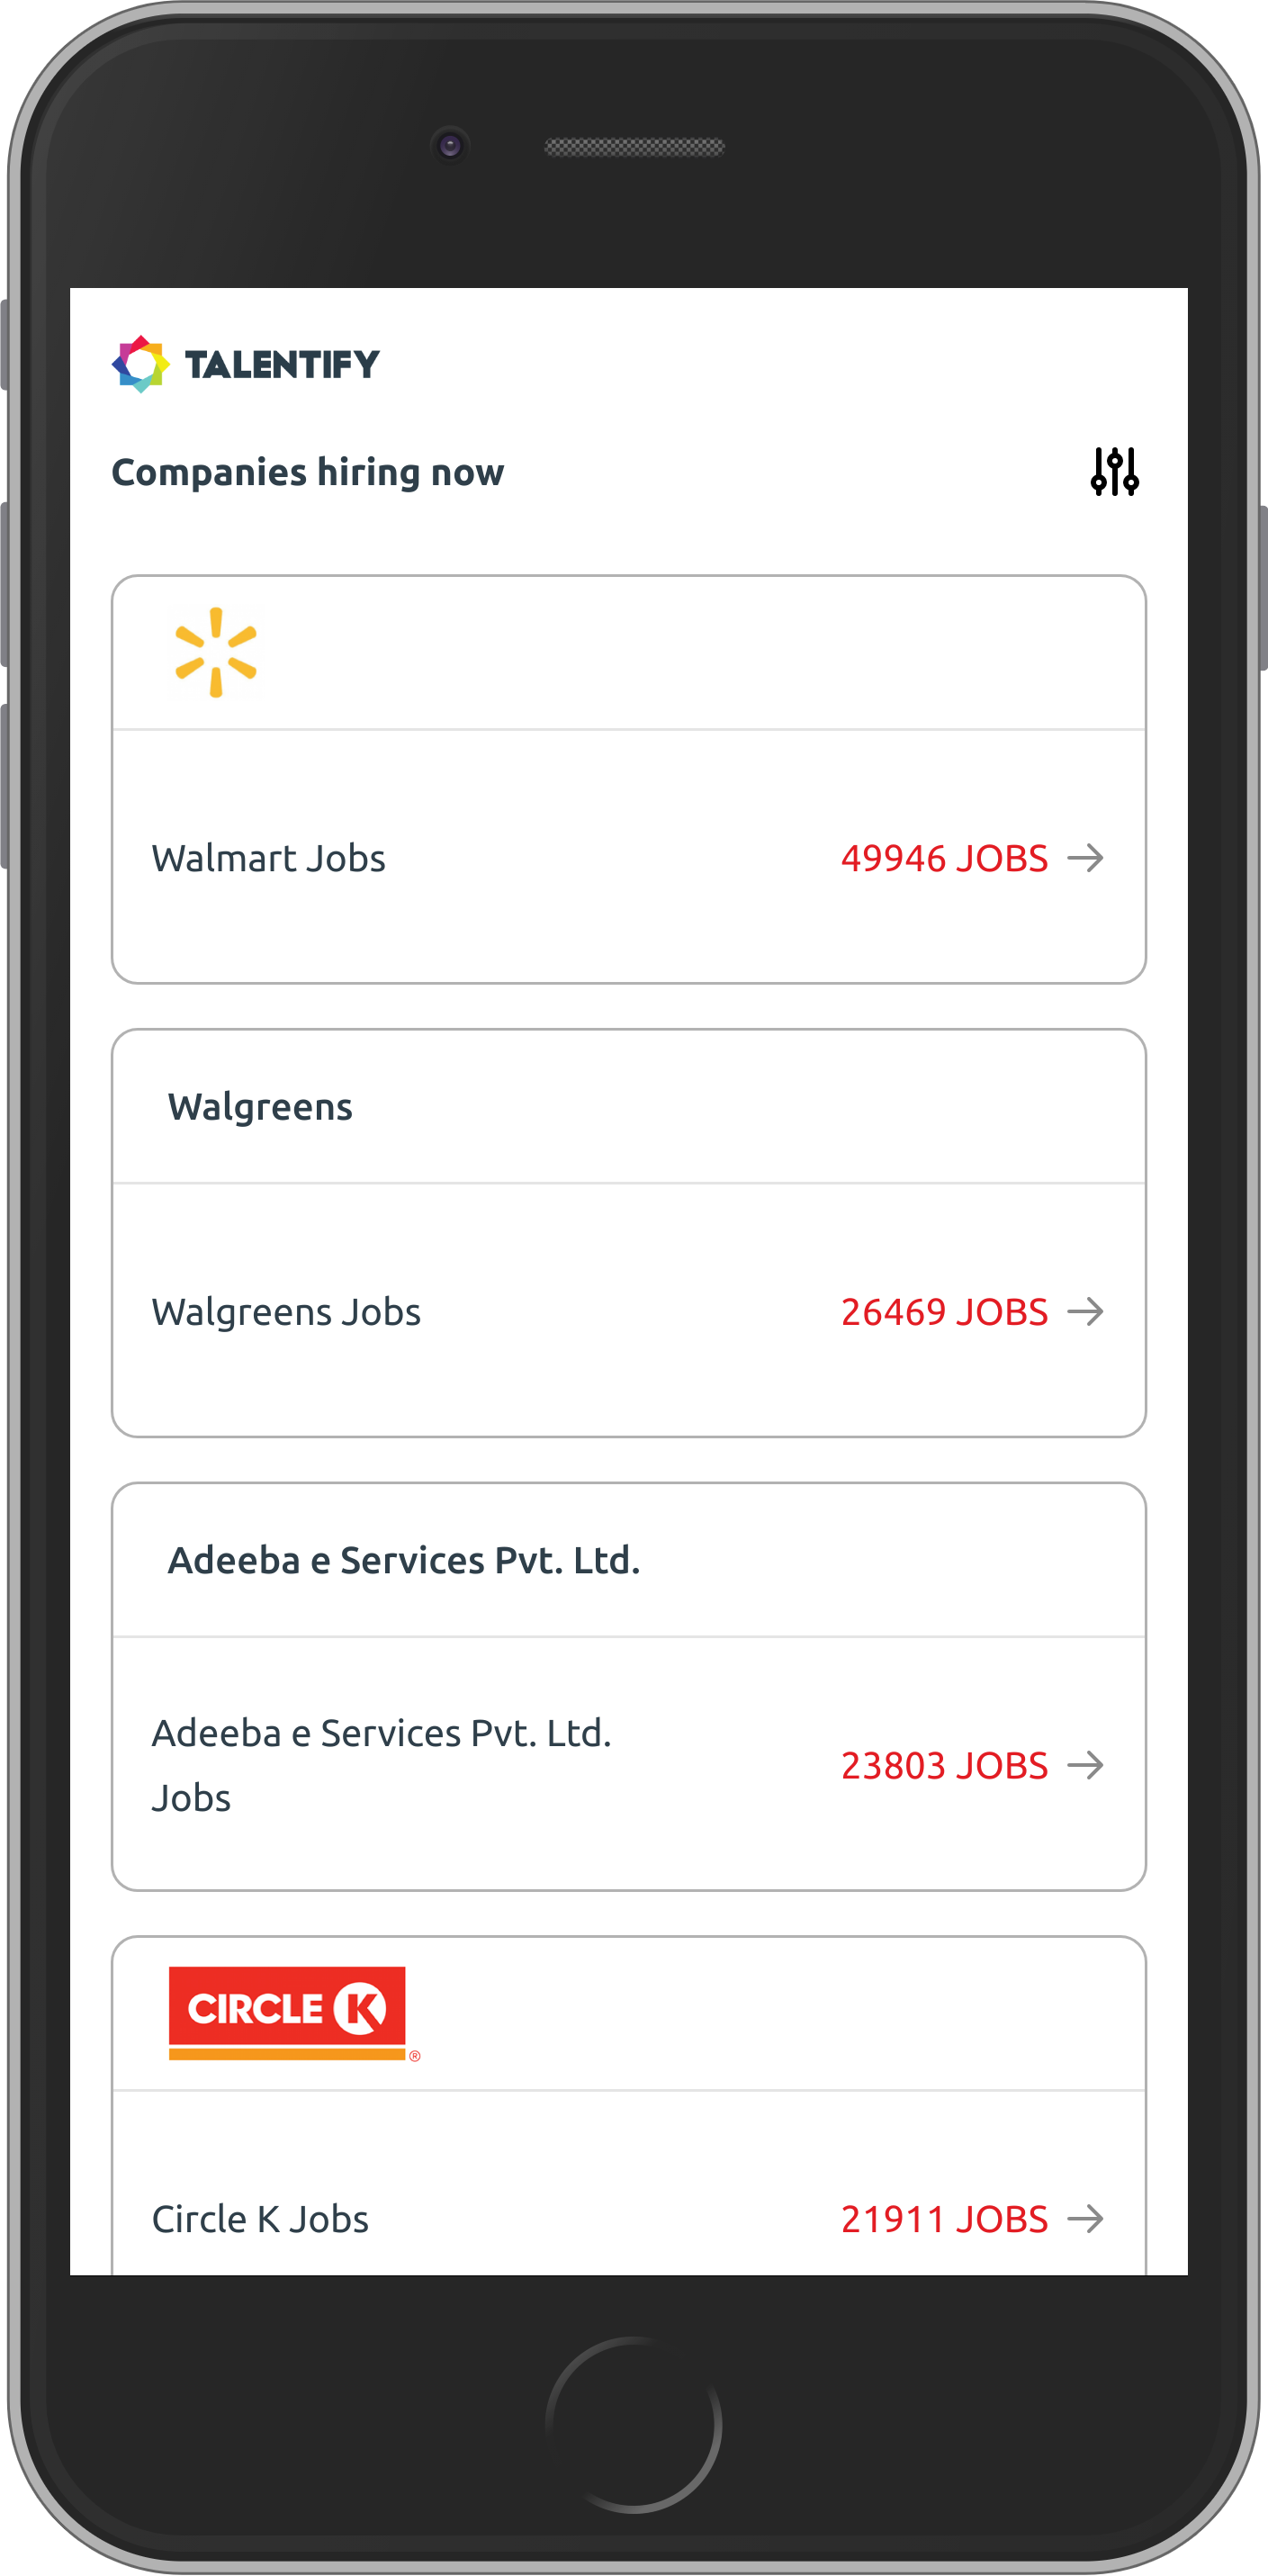 TALENTIFY
Companies hiring now
Walmart Jobs
49946 JOBS
Walgreens
Walgreens Jobs
26469 JOBS
Adeeba e Services Pvt. Ltd.
Adeeba e Services Pvt. Ltd.
Jobs
23803 JOBS
CIRCLE K
®
Circle K Jobs
21911 JOBS